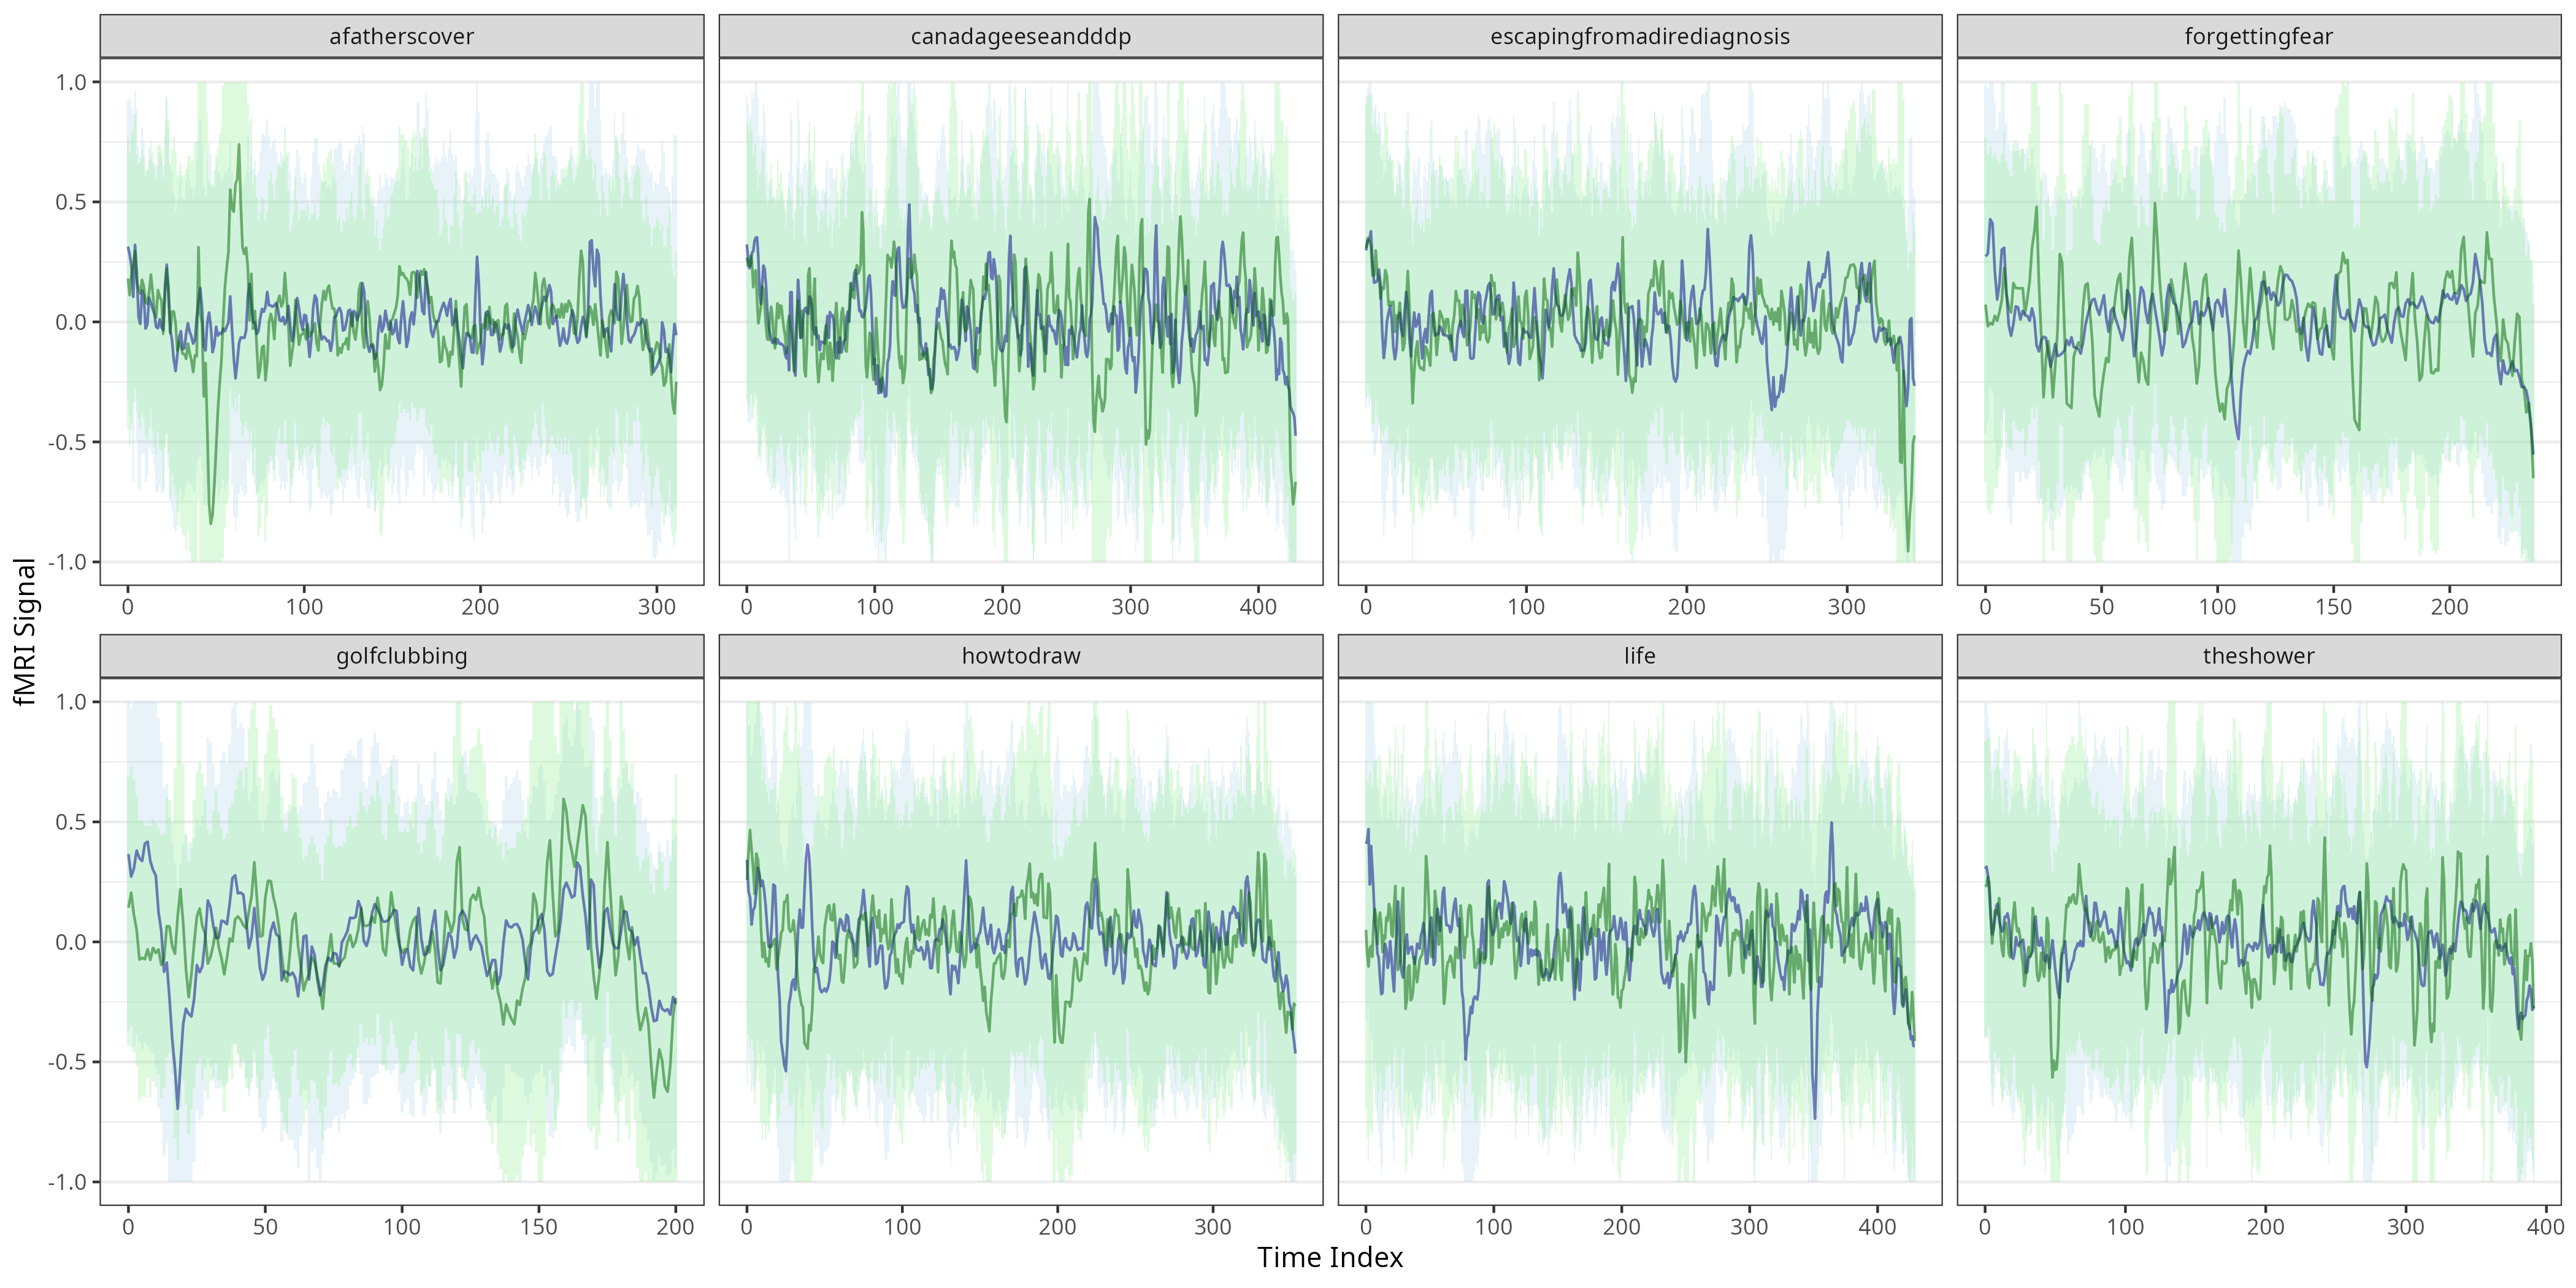 afatherscover
canadageeseandddp
escapingfromadirediagnosis
forgettingfear
1.0
0.5
0.0
-0.5
-1.0
0 100 200 300
0 100 200 300 400
0 100 200 300
0 50 100 150 200
fMRI Signal
golfclubbing
howtodraw
life
theshower
1.0
0.5
0.0
-0.5
-1.0
0 50 100 150 200
0 100 200 300
0 100 200 300 400
0 100 200 300 400
Time Index